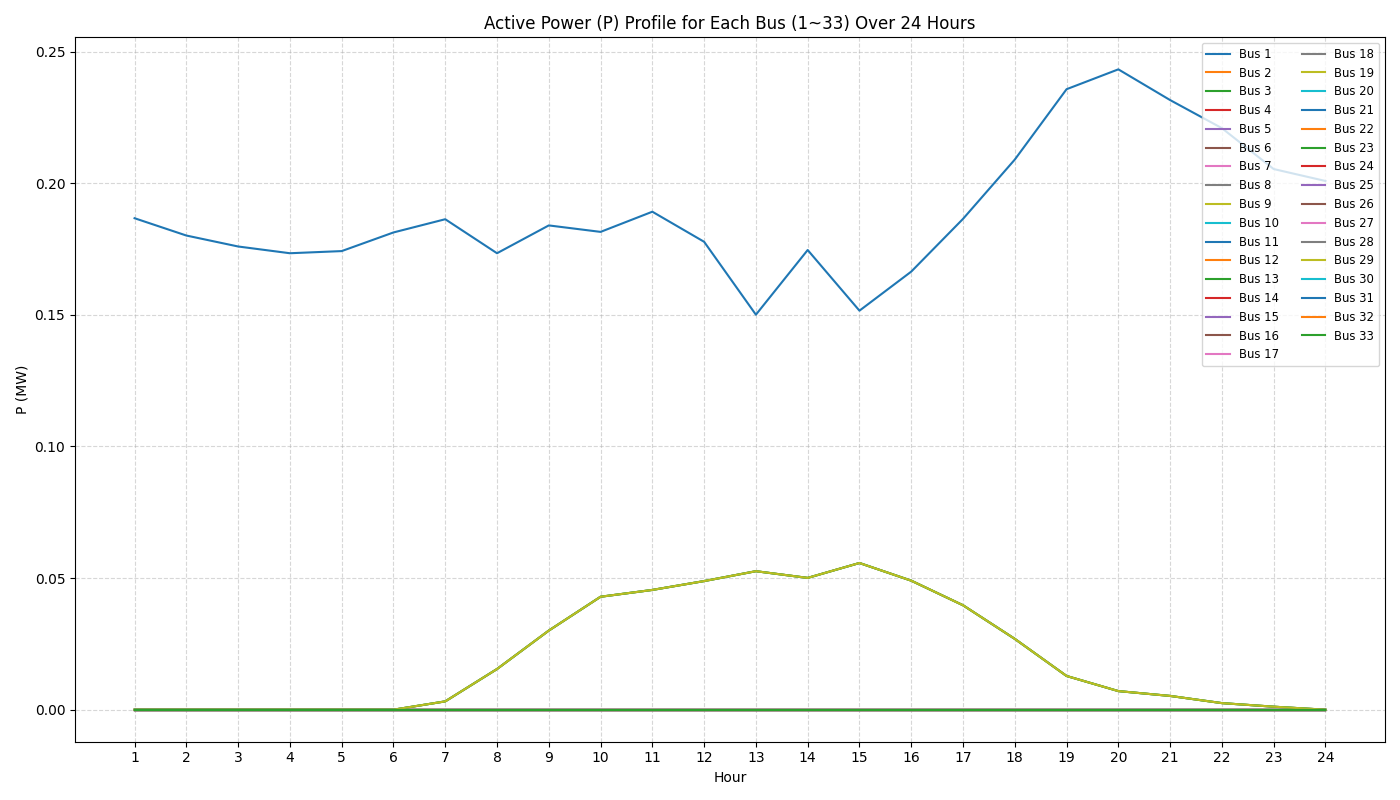 Active Power (P) Profile for Each Bus (1~33) Over 24 Hours
P (MW)
0.25
0.20
0.15
0.10
0.05
0.00
Bus 1
Bus 2
Bus 3
Bus 4
Bus 5
Bus 6
Bus 7
Bus 8
Bus 9
Bus 10
Bus 11
Bus 12
Bus 13
Bus 14
Bus 15
Bus 16
Bus 17
Bus 18
Bus 19
Bus 20
Bus 21
Bus 22
Bus 23
Bus 24
Bus 25
Bus 26
Bus 27
Bus 28
Bus 29
Bus 30
Bus 31
Bus 32
Bus 33
1 2 3 4 5 6 7 8 9 10 11 12 13 14 15 16 17 18 19 20 21 22 23 24
Hour